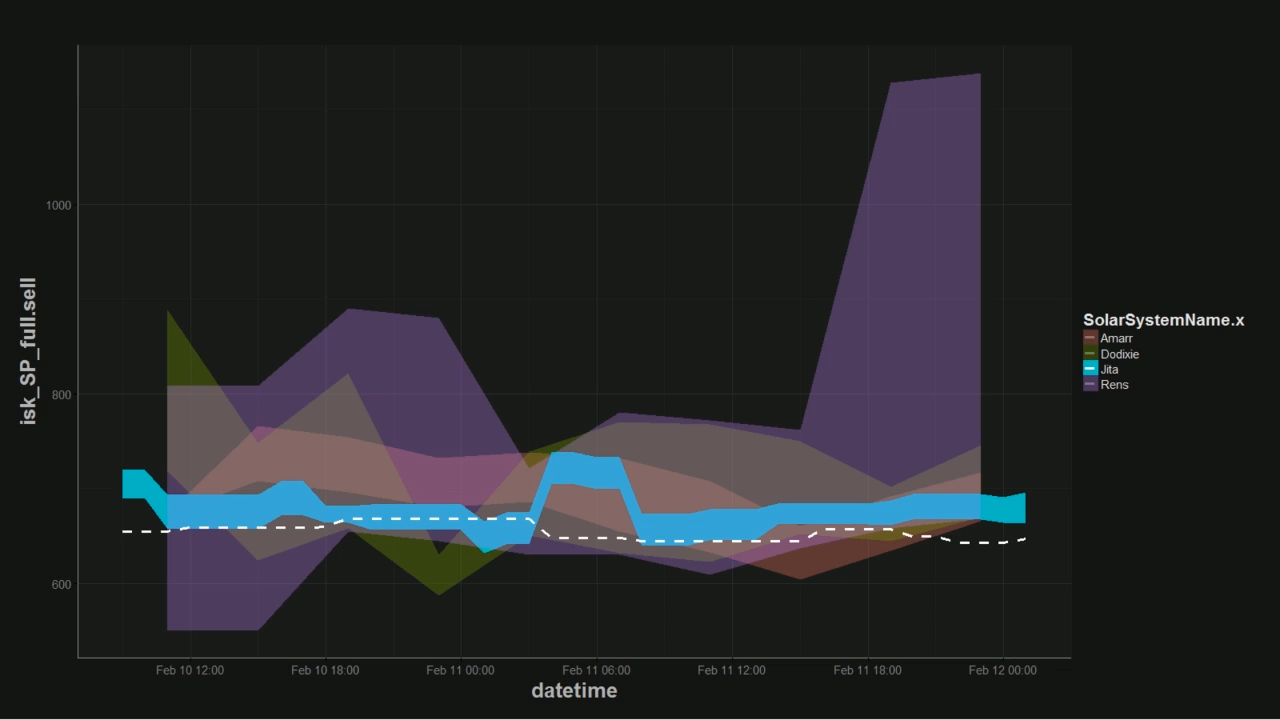 1000
800
600
isk_SP_full.sell
Feb 10 12:00 Feb 10 18:00 Feb 11 00:00 Feb 11 06:00 Feb 11 12:00 Feb 11 18:00 Feb 12 00:00
datetime
SolarSystemName.x
Amarr
Dodixie
Jita
Rens